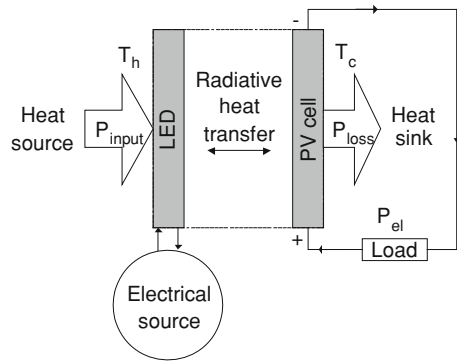 T_h
Heat
source
P_input
LED
Radiative
heat
transfer
-
PV cell
+
T_c
P_loss
Heat
sink
P_el
Load
Electrical
source